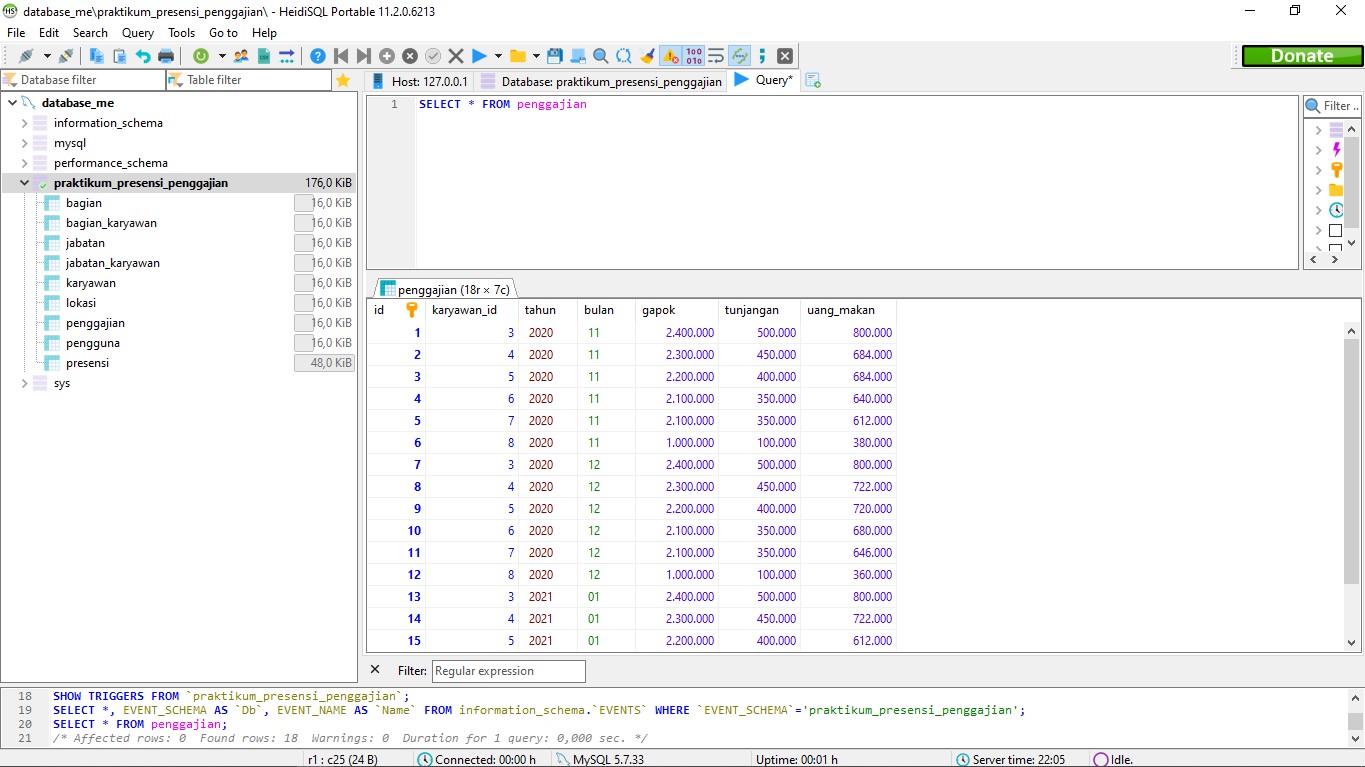 database_me\praktikum_presensi_penggajian\ - HeidiSQL Portable 11.2.0.6213
File Edit Search Query Tools Go to Help
Donate
Database filter Table filter
Host: 127.0.0.1 Database: praktikum_presensi_penggajian Query*
database_me
information_schema
mysql
performance_schema
praktikum_presensi_penggajian 176,0 KiB
bagian 16,0 KiB
bagian_karyawan 16,0 KiB
jabatan 16,0 KiB
jabatan_karyawan 16,0 KiB
karyawan 16,0 KiB
lokasi 16,0 KiB
penggajian 16,0 KiB
pengguna 16,0 KiB
presensi 48,0 KiB
sys
1 SELECT * FROM penggajian
Filter ..
penggajian (18r × 7c)
id karyawan_id tahun bulan gapok tunjangan uang_makan
1 3 2020 11 2.400.000 500.000 800.000
2 4 2020 11 2.300.000 450.000 684.000
3 5 2020 11 2.200.000 400.000 684.000
4 6 2020 11 2.100.000 350.000 640.000
5 7 2020 11 2.100.000 350.000 612.000
6 8 2020 11 1.000.000 100.000 380.000
7 3 2020 12 2.400.000 500.000 800.000
8 4 2020 12 2.300.000 450.000 722.000
9 5 2020 12 2.200.000 400.000 720.000
10 6 2020 12 2.100.000 350.000 680.000
11 7 2020 12 2.100.000 350.000 646.000
12 8 2020 12 1.000.000 100.000 360.000
13 3 2021 01 2.400.000 500.000 800.000
14 4 2021 01 2.300.000 450.000 722.000
15 5 2021 01 2.200.000 400.000 612.000
Filter: Regular expression
18 SHOW TRIGGERS FROM `praktikum_presensi_penggajian`;
19 SELECT *, EVENT_SCHEMA AS `Db`, EVENT_NAME AS `Name` FROM information_schema.`EVENTS` WHERE `EVENT_SCHEMA`='praktikum_presensi_penggajian';
20 SELECT * FROM penggajian;
21 /* Affected rows: 0 Found rows: 18 Warnings: 0 Duration for 1 query: 0,000 sec. */
r1 : c25 (24 B) Connected: 00:00 h MySQL 5.7.33 Uptime: 00:01 h Server time: 22:05 Idle.